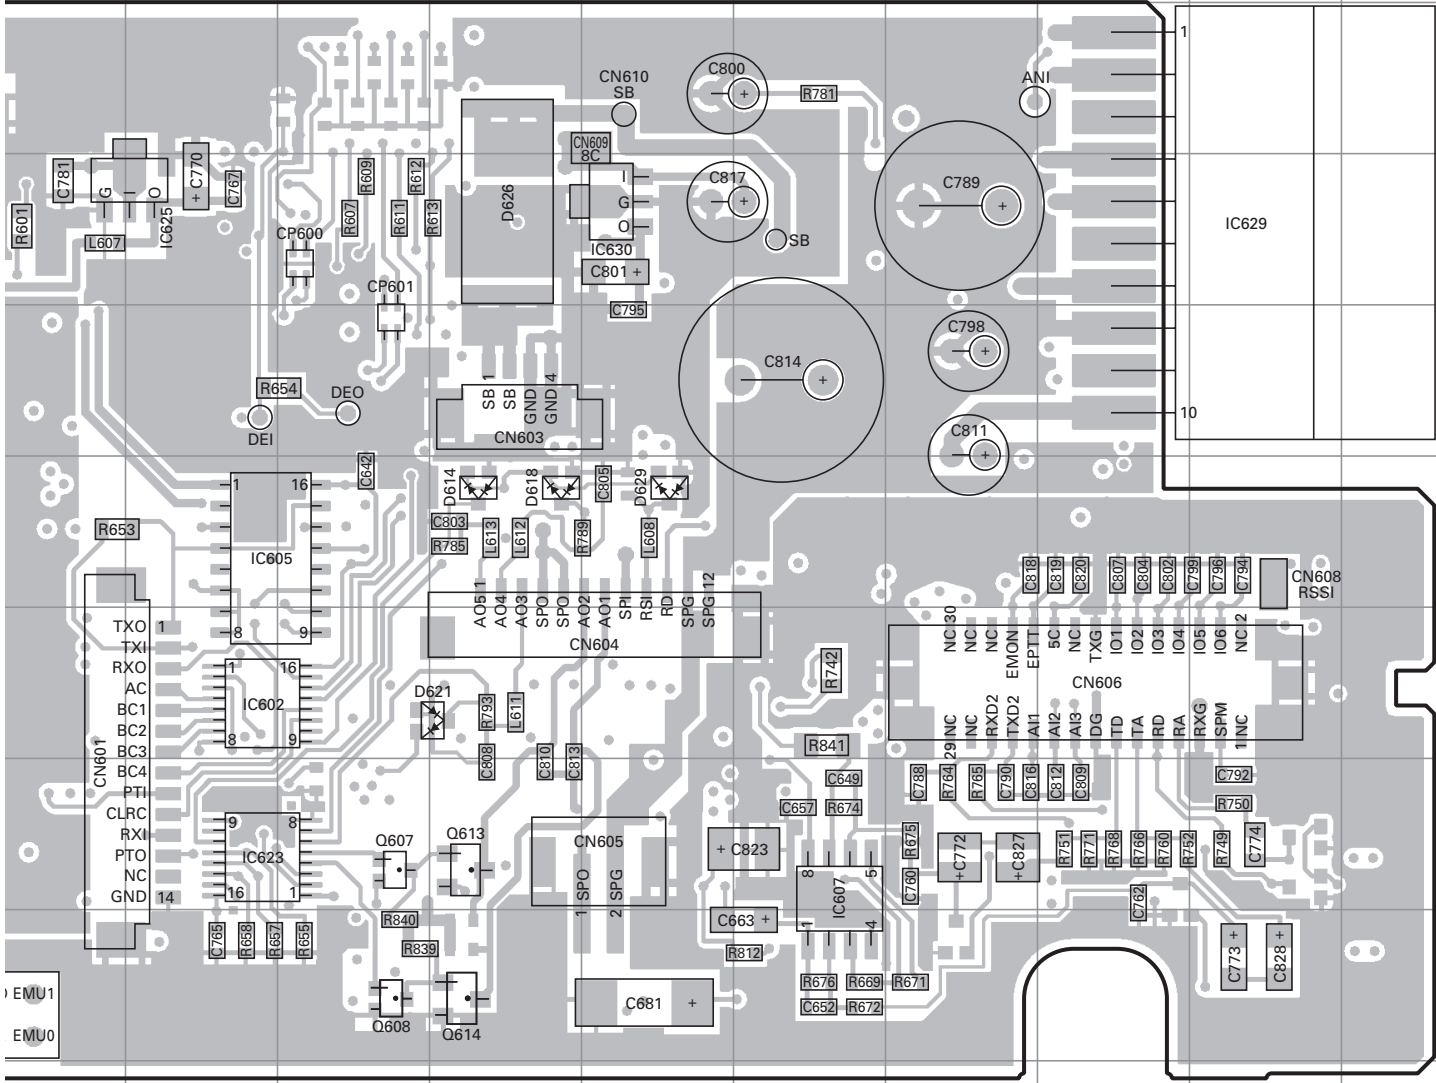 1
CN610
SB
C800
+
R781
ANI
CN609
8C
C781
G
I
O
IC625
C770
+
C767
R601
L607
R609
R612
R607
R611
R613
CP600
CP601
D626
I
G
O
IC630
C801 +
C795
C817
+
SB
C789
+
IC629
C798
+
C814
+
10
C811
+
R654
DEO
DEI
SB 1
SB
GND
GND 4
CN603
C642
1
16
IC605
8
9
R653
D614
D618
C805
D629
C803
R785
L613
L612
R789
L608
AO5 1
AO4
AO3
SPO
SPO
AO2
AO1
SPI
RSI
RD
SPG
SPG 12
CN604
C818
C819
C820
C807
C804
C802
C799
C796
C794
CN608
RSSI
TXO 1
TXI
RXO
AC
BC1
BC2
BC3
BC4
PTI
CLRC
RXI
PTO
NC
GND 14
CN601
1
16
IC602
8
9
9
8
IC623
16
1
NC 30
NC
NC
EMON
EPTT
5C
NC
TXG
IO1
IO2
IO3
IO4
IO5
IO6
NC 2
CN606
29 NC
NC
RXD2
TXD2
AI1
AI2
AI3
DG
TD
TA
RD
RA
RXG
SPM
1 NC
R742
R841
D621
R793
L611
C808
C810
C813
C649
C657
R674
C788
R764
R765
C790
C816
C812
C809
C792
R750
Q607
Q613
CN605
1 SPO
2 SPG
+ C823
R675
C760
C772
+
C827
+
R751
R771
R768
R766
R760
R752
R749
C774
8
5
IC607
1
4
C762
C663 +
R812
R840
R839
C765
R658
R657
R655
C773 +
C828 +
R676
R669
R671
C652
R672
C681 +
Q608
Q614
EMU1
EMU0